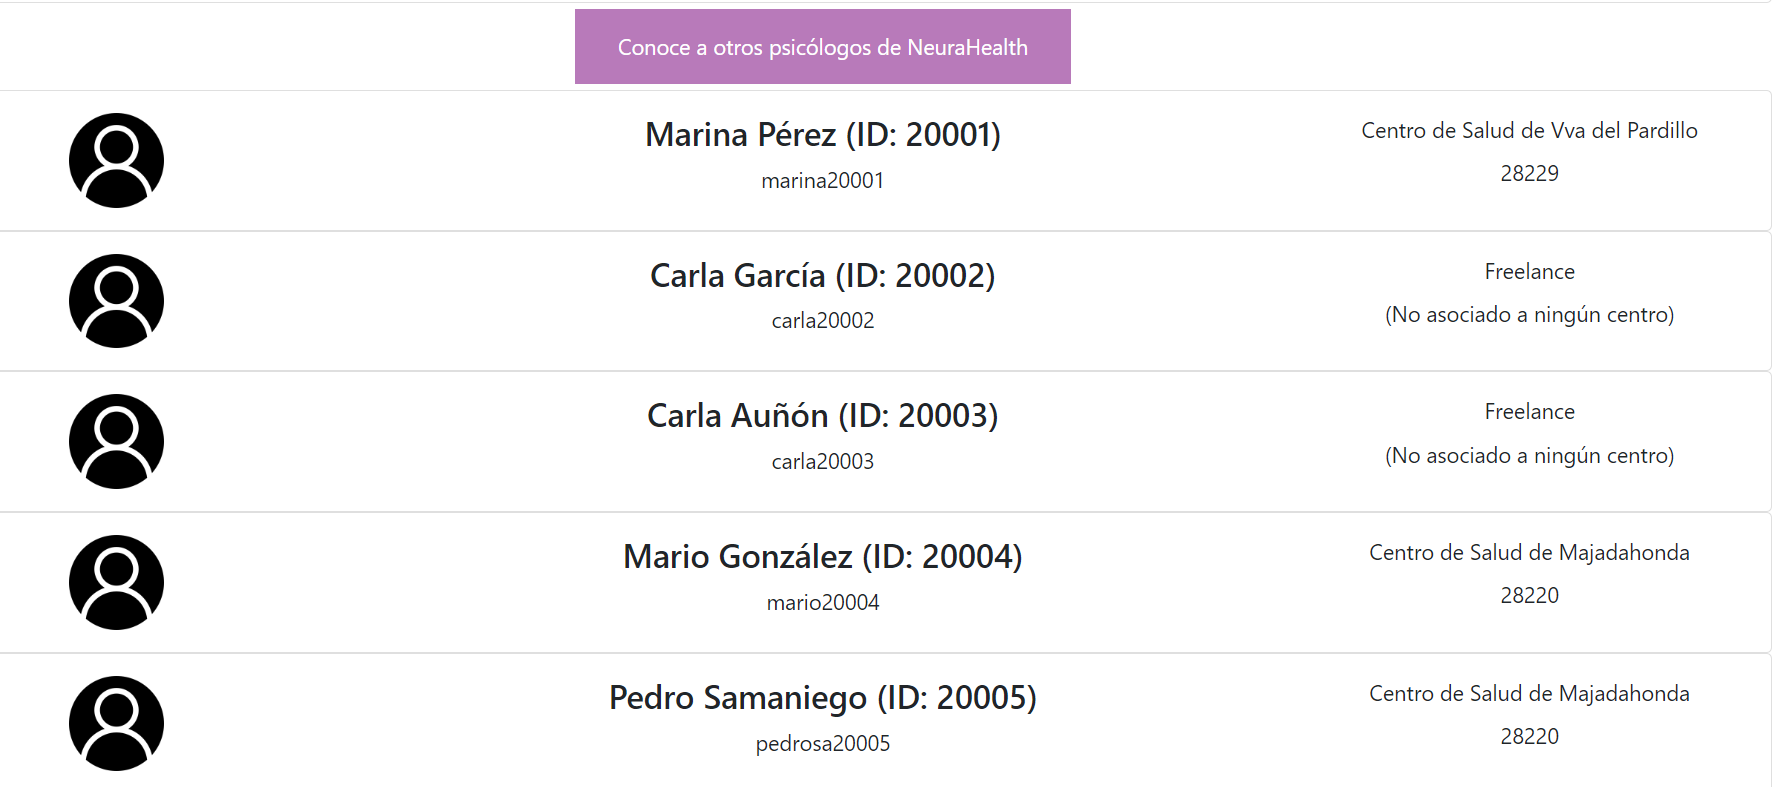 Conoce a otros psicólogos de NeuraHealth
Marina Pérez (ID: 20001)
marina20001
Centro de Salud de Vva del Pardillo
28229
Carla García (ID: 20002)
carla20002
Freelance
(No asociado a ningún centro)
Carla Auñón (ID: 20003)
carla20003
Freelance
(No asociado a ningún centro)
Mario González (ID: 20004)
mario20004
Centro de Salud de Majadahonda
28220
Pedro Samaniego (ID: 20005)
pedrosa20005
Centro de Salud de Majadahonda
28220